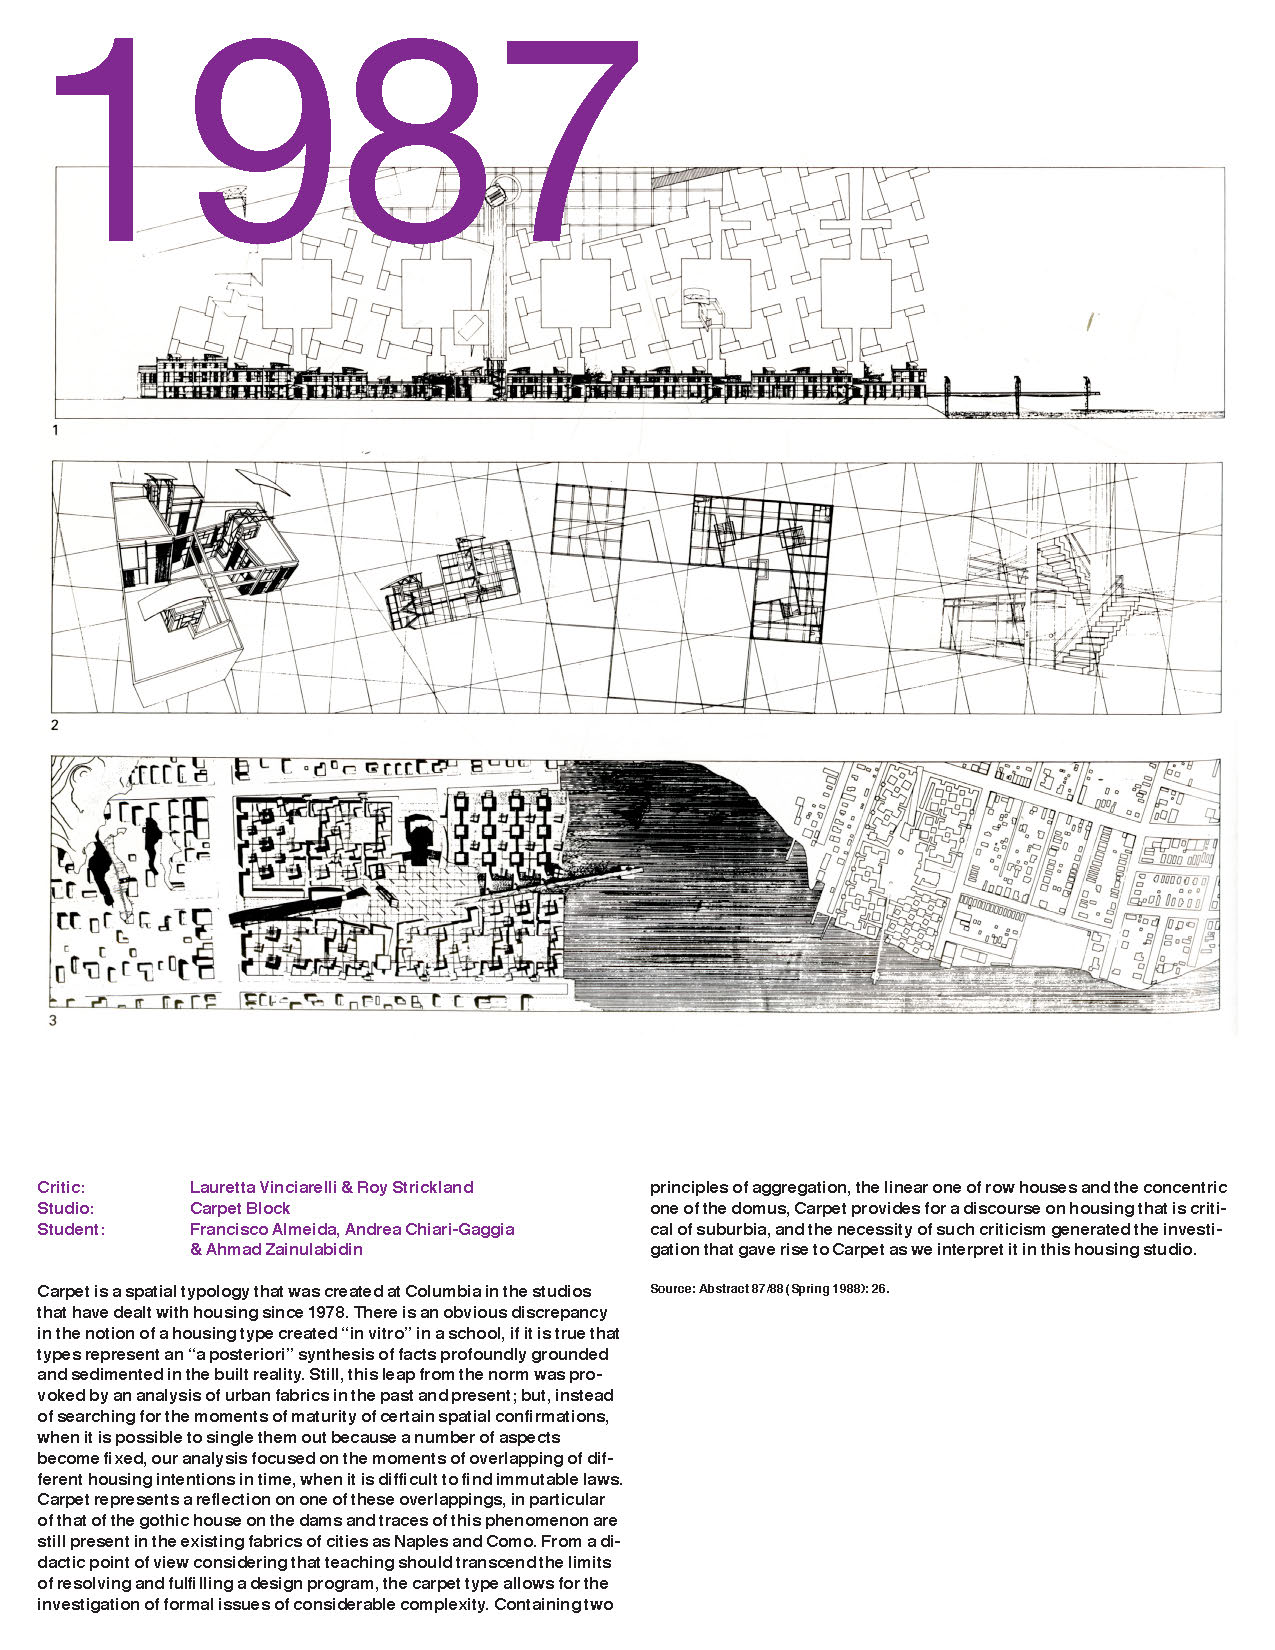 1987
1
2
3
Critic: Lauretta Vinciarelli & Roy Strickland
Studio: Carpet Block
Student: Francisco Almeida, Andrea Chiari-Gaggia
& Ahmad Zainulabidin
Carpet is a spatial typology that was created at Columbia in the studios
that have dealt with housing since 1978. There is an obvious discrepancy
in the notion of a housing type created “in vitro” in a school, if it is true that
types represent an “a posteriori” synthesis of facts profoundly grounded
and sedimented in the built reality. Still, this leap from the norm was pro-
voked by an analysis of urban fabrics in the past and present; but, instead
of searching for the moments of maturity of certain spatial confirmations,
when it is possible to single them out because a number of aspects
become fixed, our analysis focused on the moments of overlapping of dif-
ferent housing intentions in time, when it is difficult to find immutable laws.
Carpet represents a reflection on one of these overlappings, in particular
of that of the gothic house on the dams and traces of this phenomenon are
still present in the existing fabrics of cities as Naples and Como. From a di-
dactic point of view considering that teaching should transcend the limits
of resolving and fulfilling a design program, the carpet type allows for the
investigation of formal issues of considerable complexity. Containing two
principles of aggregation, the linear one of row houses and the concentric
one of the domus, Carpet provides for a discourse on housing that is criti-
cal of suburbia, and the necessity of such criticism generated the investi-
gation that gave rise to Carpet as we interpret it in this housing studio.
Source: Abstract 87/88 (Spring 1988): 26.